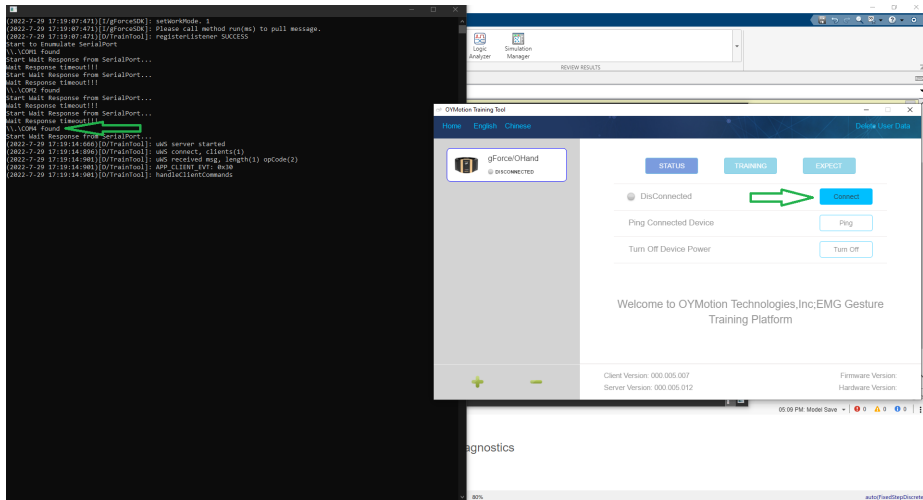 (2022-7-29 17:19:07:471)[I/gForceSDK]: setWorkMode. 1
(2022-7-29 17:19:07:471)[I/gForceSDK]: Please call method run(ms) to pull message.
(2022-7-29 17:19:07:471)[D/TrainTool]: registerListener SUCCESS
Start to Enumulate SerialPort
\\.\COM1 found
Start Wait Response from SerialPort...
Wait Response timeout!!!
Start Wait Response from SerialPort...
Wait Response timeout!!!
\\.\COM2 found
Start Wait Response from SerialPort...
Wait Response timeout!!!
Start Wait Response from SerialPort...
Wait Response timeout!!!
\\.\COM4 found
Start Wait Response from SerialPort...
(2022-7-29 17:19:14:666)[D/TrainTool]: uWS server started
(2022-7-29 17:19:14:896)[D/TrainTool]: uWS connect, clients(1)
(2022-7-29 17:19:14:901)[D/TrainTool]: uWS received msg, length(1) opCode(2)
(2022-7-29 17:19:14:901)[D/TrainTool]: APP_CLIENT_EVT: 0x30
(2022-7-29 17:19:14:901)[D/TrainTool]: handleClientCommands
Logic Analyzer
Simulation Manager
REVIEW RESULTS
OYMotion Training Tool
Home English Chinese Delete User Data
gForce/OHand
DISCONNECTED
STATUS TRAINING EXPECT
DisConnected Connect
Ping Connected Device Ping
Turn Off Device Power Turn Off
Welcome to OYMotion Technologies,Inc;EMG Gesture
Training Platform
Client Version: 000.005.007 Firmware Version:
Server Version: 000.005.012 Hardware Version:
05:09 PM: Model Save 0 0 0
agnostics
80% auto(FixedStepDiscrete